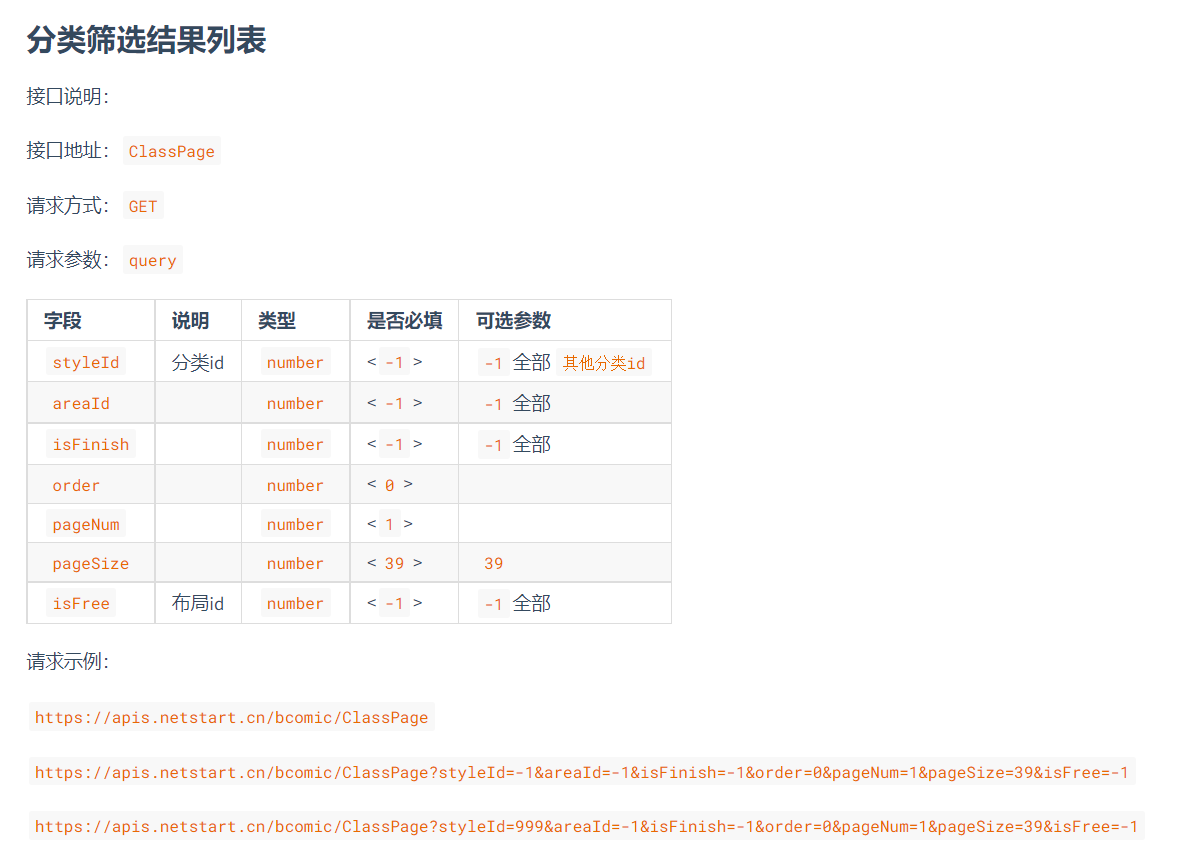 分类筛选结果列表
接口说明：
接口地址： ClassPage
请求方式： GET
请求参数： query
字段 说明 类型 是否必填 可选参数
styleId 分类id number < -1 > -1 全部 其他分类id
areaId number < -1 > -1 全部
isFinish number < -1 > -1 全部
order number < 0 >
pageNum number < 1 >
pageSize number < 39 > 39
isFree 布局id number < -1 > -1 全部
请求示例：
https://apis.netstart.cn/bcomic/ClassPage
https://apis.netstart.cn/bcomic/ClassPage?styleId=-1&areaId=-1&isFinish=-1&order=0&pageNum=1&pageSize=39&isFree=-1
https://apis.netstart.cn/bcomic/ClassPage?styleId=999&areaId=-1&isFinish=-1&order=0&pageNum=1&pageSize=39&isFree=-1